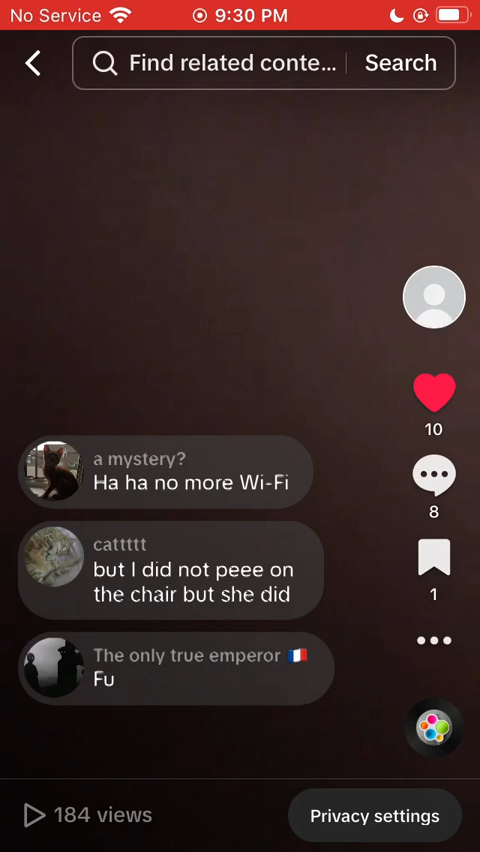 No Service 9:30 PM
Find related conte... Search
10
a mystery?
Ha ha no more Wi-Fi
8
cattttt
but I did not peee on
the chair but she did
1
The only true emperor 🇫🇷
Fu
184 views Privacy settings